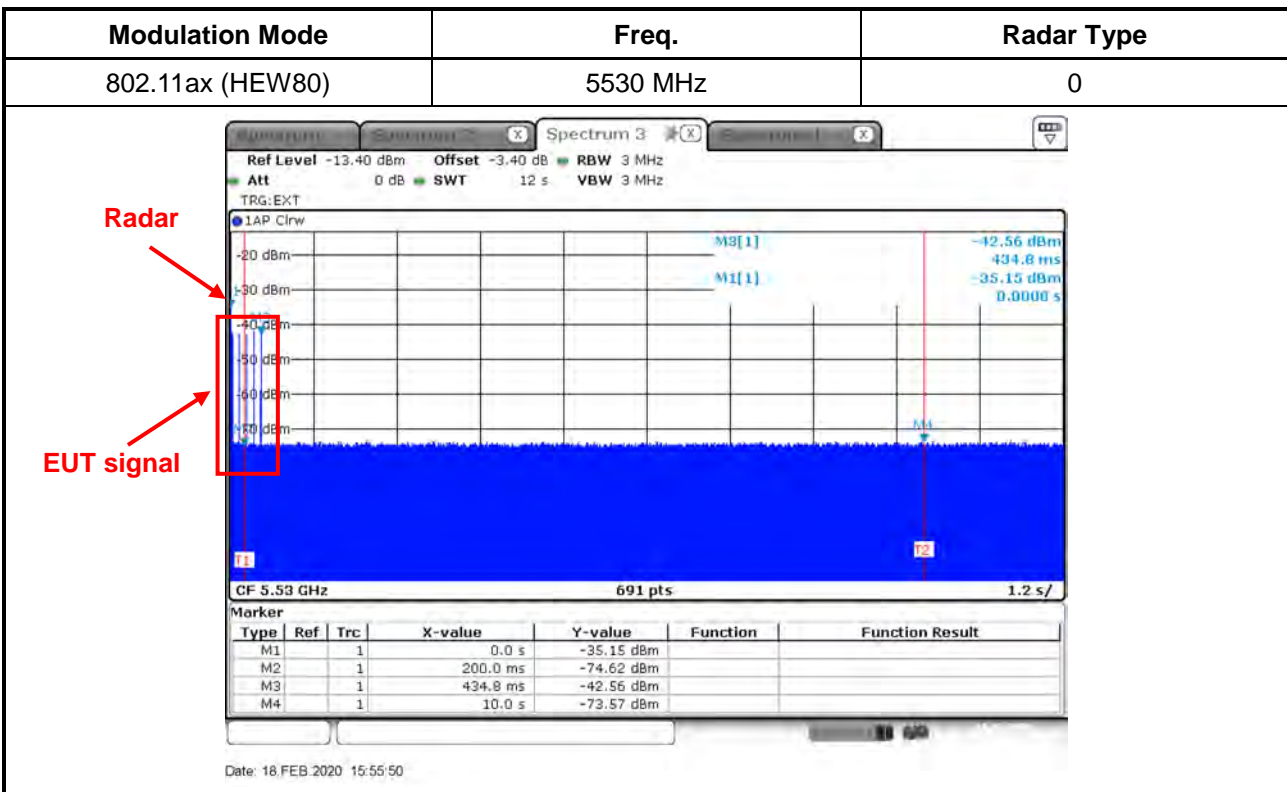 Modulation Mode Freq. Radar Type
802.11ax (HEW80) 5530 MHz 0
Spectrum 3
Ref Level -13.40 dBm Offset -3.40 dB RBW 3 MHz
Att 0 dB SWT 12 s VBW 3 MHz
TRG:EXT
1AP Clrw
Radar
M3[1] -42.56 dBm
434.8 ms
M1[1] -35.15 dBm
0.0000 s
-20 dBm
-30 dBm
-40 dBm
-50 dBm
-60 dBm
-70 dBm
M4
EUT signal
T1 T2
CF 5.53 GHz 691 pts 1.2 s/
Marker
Type Ref Trc X-value Y-value Function Function Result
M1 1 0.0 s -35.15 dBm
M2 1 200.0 ms -74.62 dBm
M3 1 434.8 ms -42.56 dBm
M4 1 10.0 s -73.57 dBm
Date: 18.FEB.2020 15:55:50